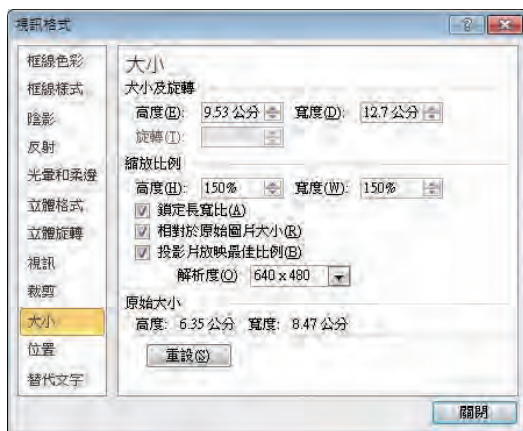 視訊格式
框線色彩
框線樣式
陰影
反射
光暈和柔邊
立體格式
立體旋轉
視訊
裁剪
大小
位置
替代文字
大小
大小及旋轉
高度(E): 9.53 公分 寬度(D): 12.7 公分
旋轉(T):
縮放比例
高度(H): 150% 寬度(W): 150%
鎖定長寬比(A)
相對於原始圖片大小(R)
投影片放映最佳比例(B)
解析度(O) 640 x 480
原始大小
高度: 6.35 公分 寬度: 8.47 公分
重設(S)
關閉